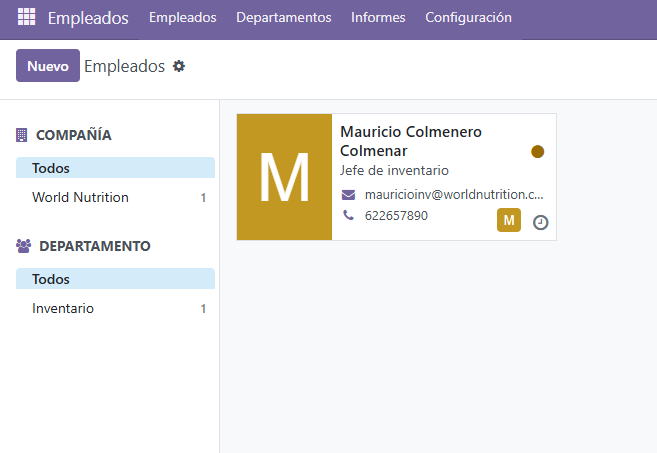 Empleados Empleados Departamentos Informes Configuración
Nuevo Empleados
COMPAÑÍA
Todos
World Nutrition 1
DEPARTAMENTO
Todos
Inventario 1
M
Mauricio Colmenero
Colmenar
Jefe de inventario
mauricioinv@worldnutrition.c...
622657890
M